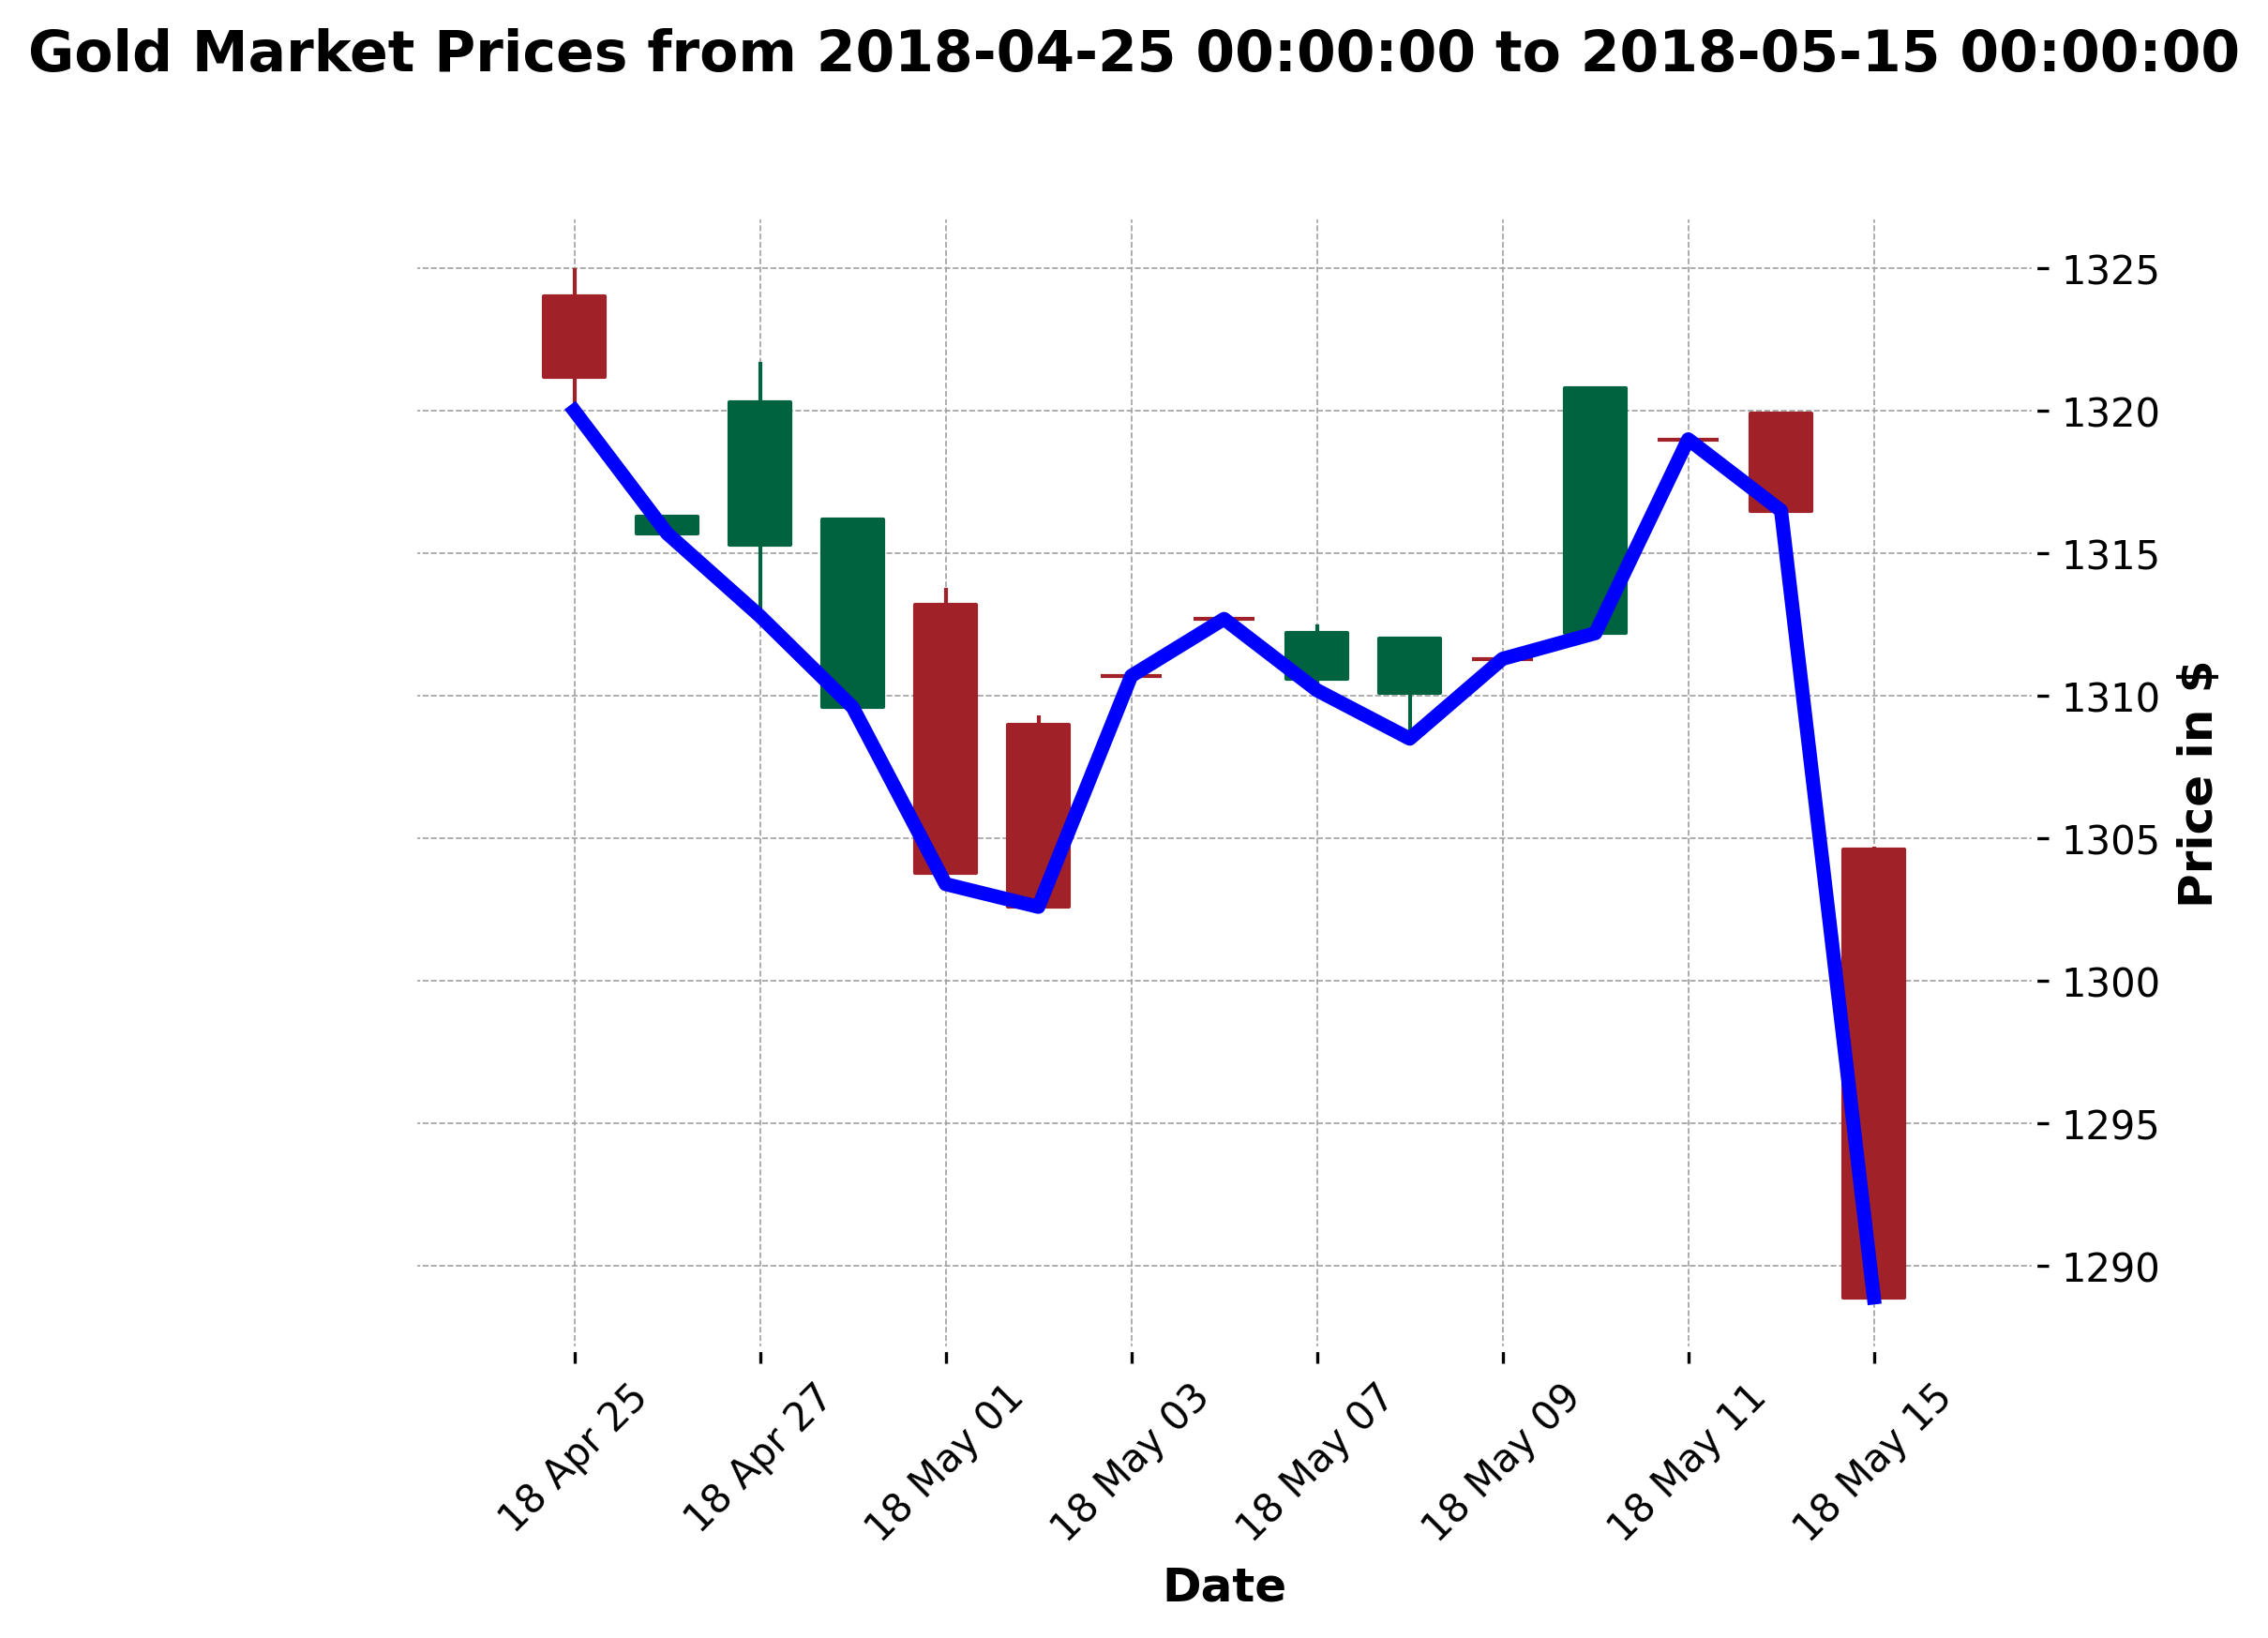 Gold Market Prices from 2018-04-25 00:00:00 to 2018-05-15 00:00:00
1325
1320
1315
1310
1305
1300
1295
1290
Price in $
18 Apr 25
18 Apr 27
18 May 01
18 May 03
18 May 07
18 May 09
18 May 11
18 May 15
Date